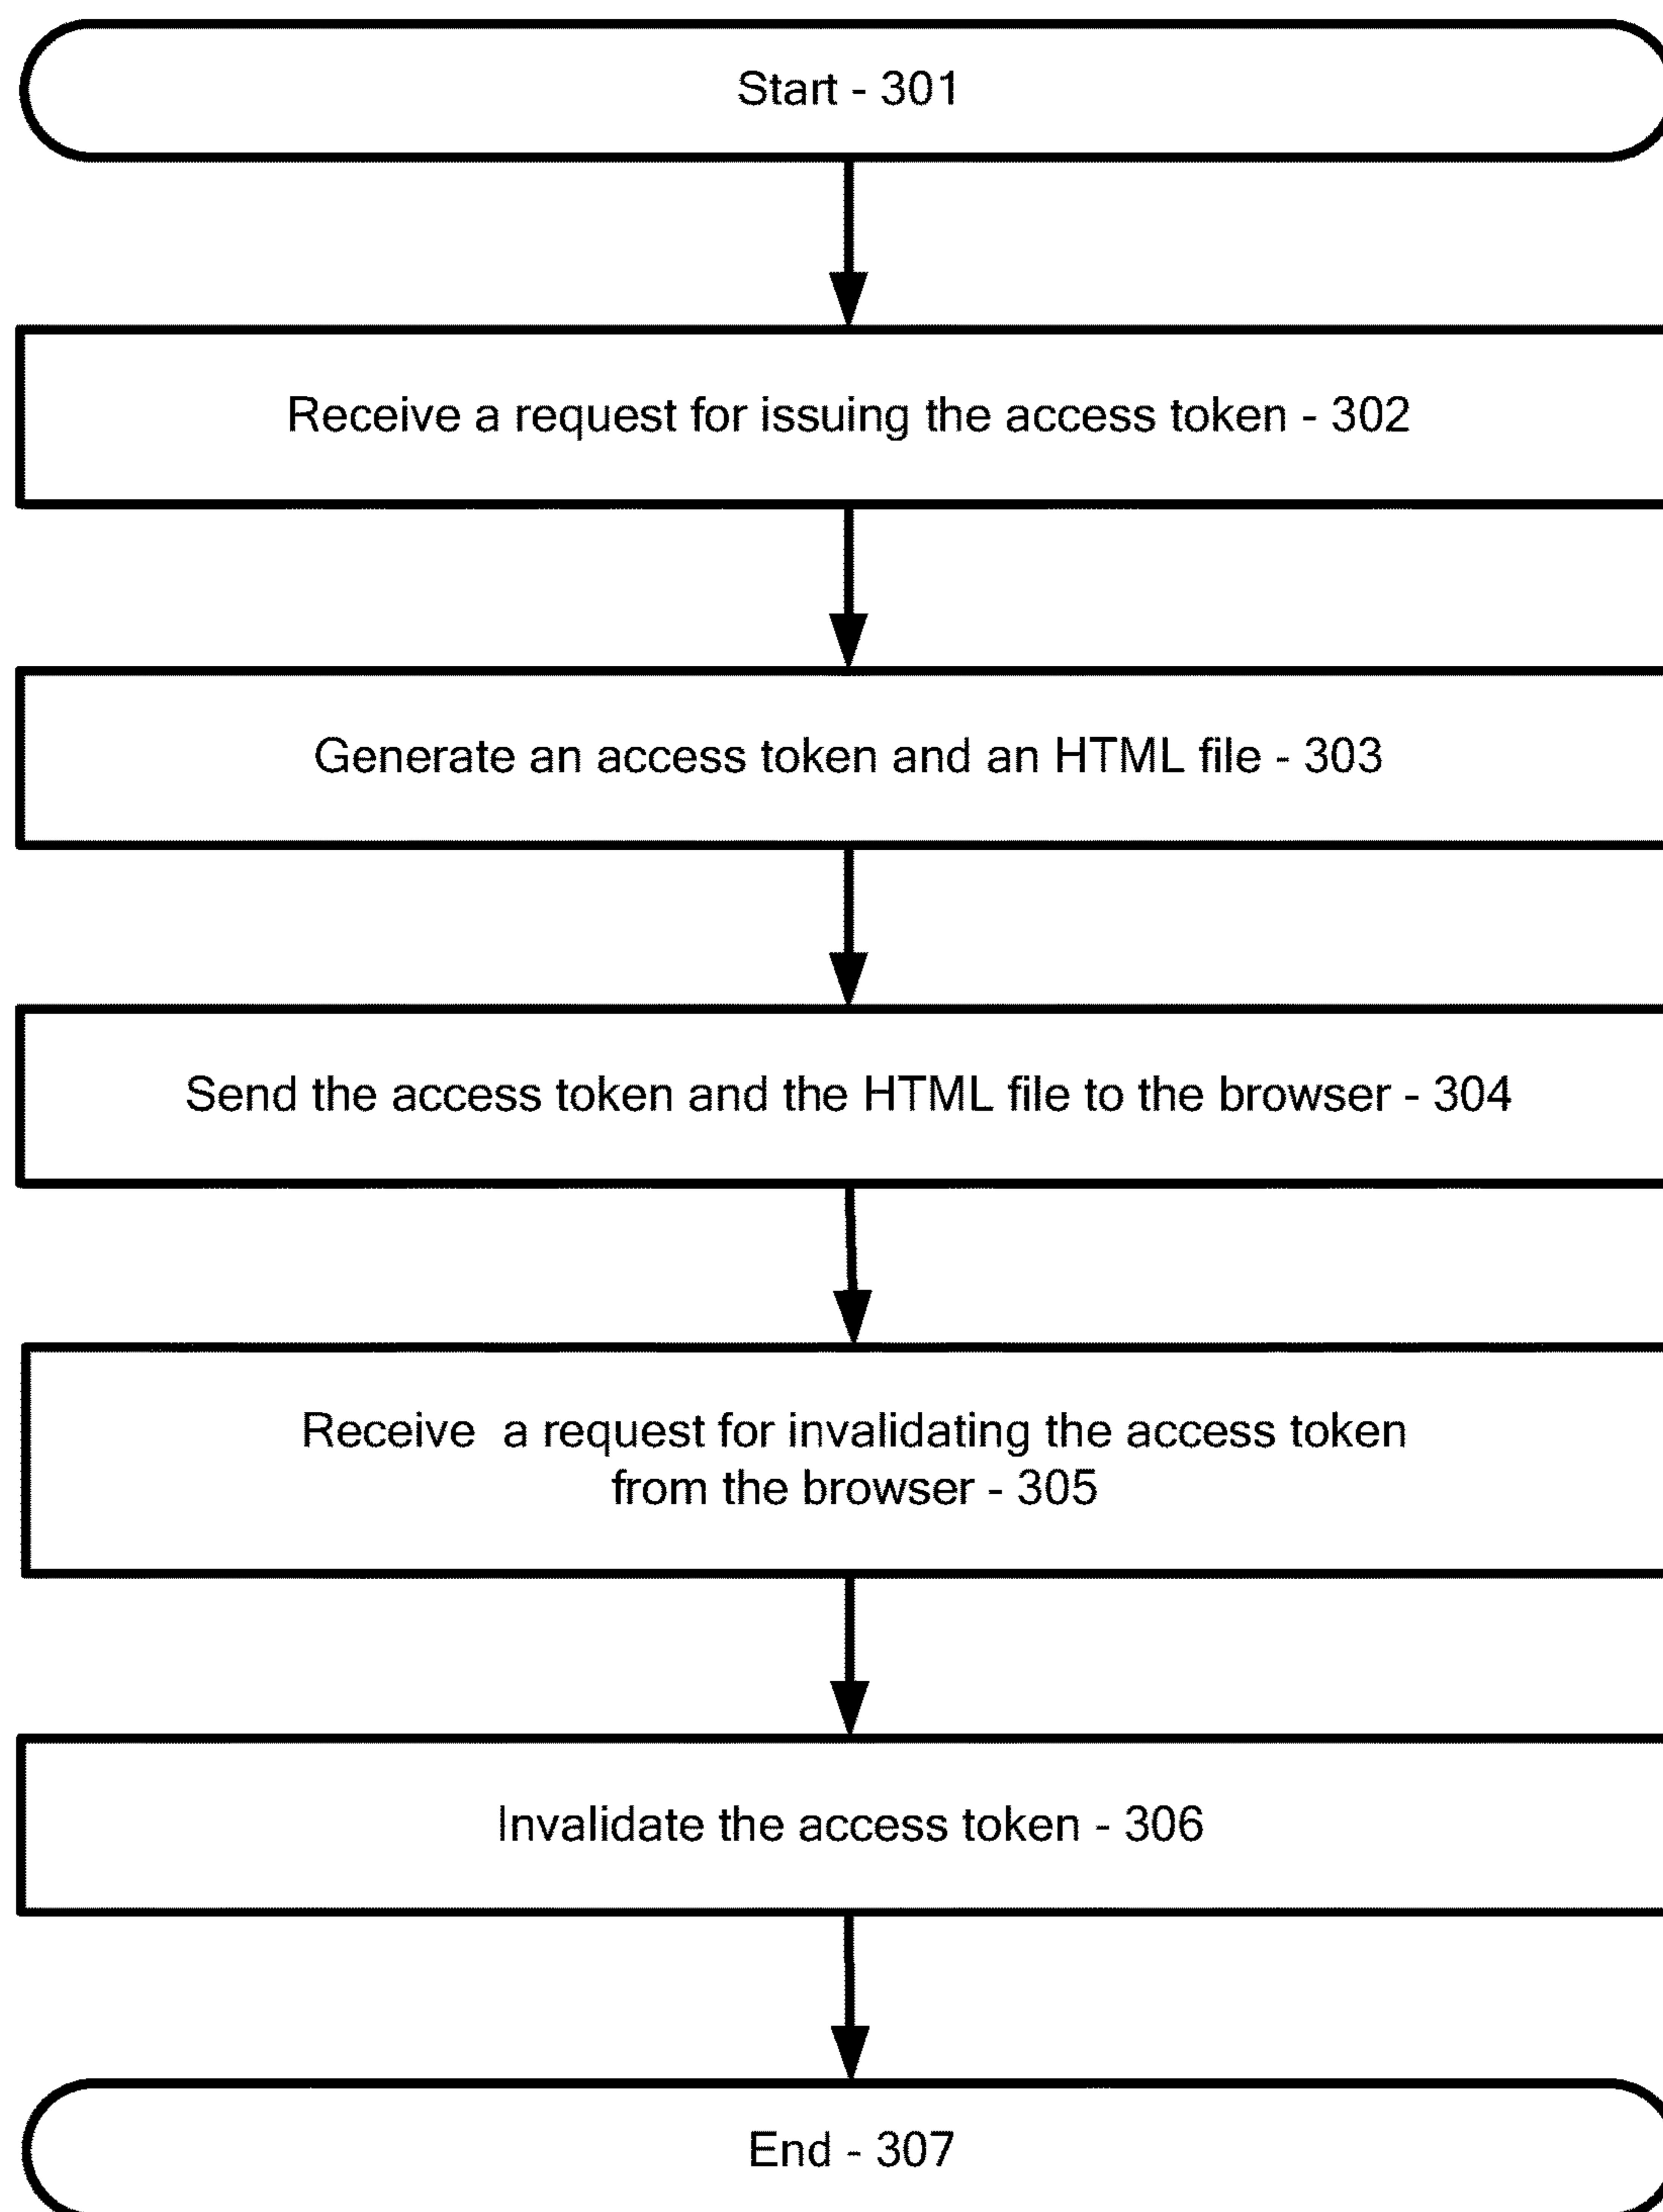 Start - 301
Receive a request for issuing the access token - 302
Generate an access token and an HTML file - 303
Send the access token and the HTML file to the browser - 304
Receive  a request for invalidating the access token
from the browser - 305
Invalidate the access token - 306
End - 307